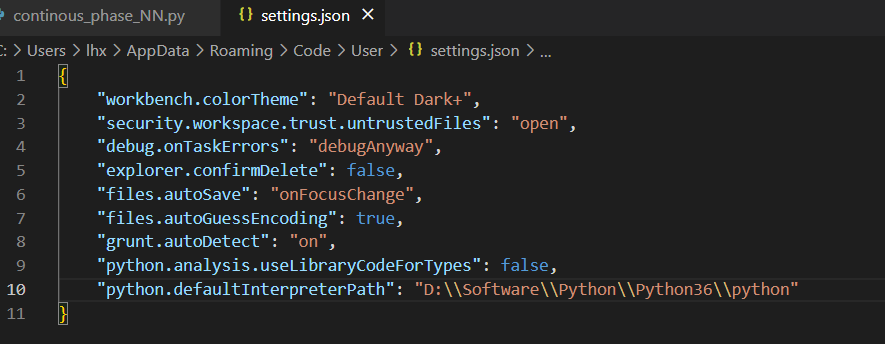 continous_phase_NN.py
{} settings.json ×
C: > Users > lhx > AppData > Roaming > Code > User > {} settings.json > ...
1 {
2 "workbench.colorTheme": "Default Dark+",
3 "security.workspace.trust.untrustedFiles": "open",
4 "debug.onTaskErrors": "debugAnyway",
5 "explorer.confirmDelete": false,
6 "files.autoSave": "onFocusChange",
7 "files.autoGuessEncoding": true,
8 "grunt.autoDetect": "on",
9 "python.analysis.useLibraryCodeForTypes": false,
10 "python.defaultInterpreterPath": "D:\\Software\\Python\\Python36\\python"
11 }